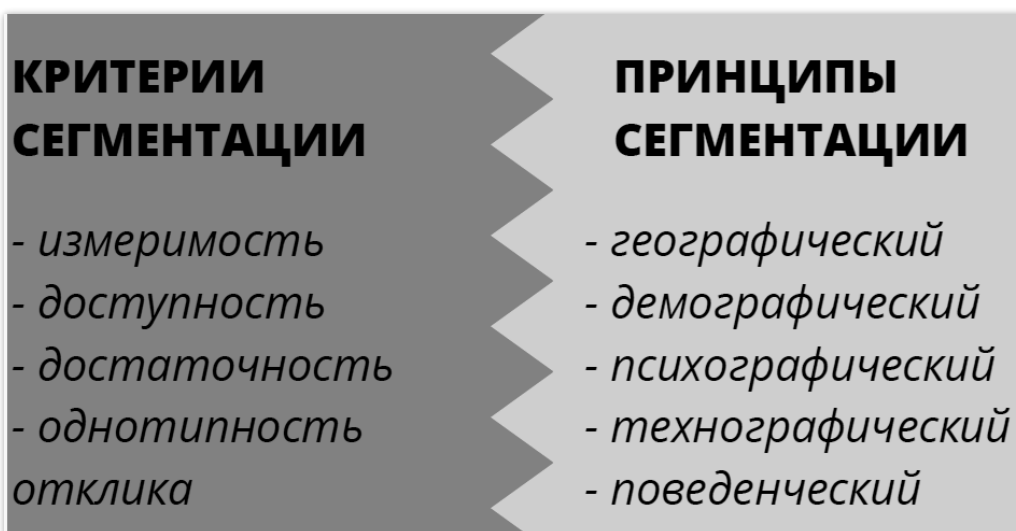 КРИТЕРИИ
СЕГМЕНТАЦИИ
- измеримость
- доступность
- достаточность
- однотипность
отклика
ПРИНЦИПЫ
СЕГМЕНТАЦИИ
- географический
- демографический
- психографический
- технографический
- поведенческий